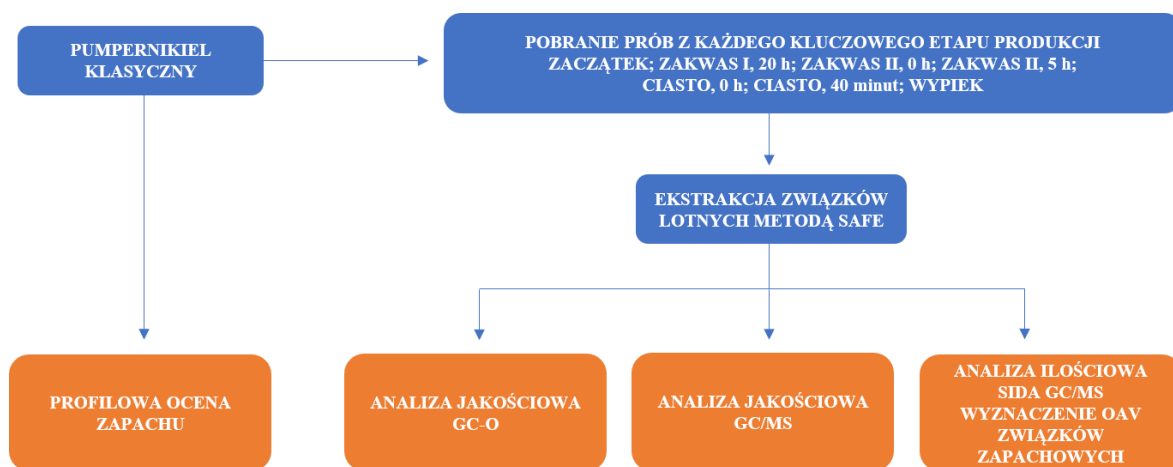 PUMPERNIKIEL
KLASYCZNY
POBRANIE PRÓB Z KAŻDEGO KLUCZOWEGO ETAPU PRODUKCJI
ZACZĄTEK; ZAKWAS I, 20 h; ZAKWAS II, 0 h; ZAKWAS II, 5 h;
CIASTO, 0 h; CIASTO, 40 minut; WYPIEK
EKSTRAKCJA ZWIĄZKÓW
LOTNYCH METODĄ SAFE
PROFILOWA OCENA
ZAPACHU
ANALIZA JAKOŚCIOWA
GC-O
ANALIZA JAKOŚCIOWA
GC/MS
ANALIZA ILOŚCIOWA
SIDA GC/MS
WYZNACZENIE OAV
ZWIĄZKÓW
ZAPACHOWYCH